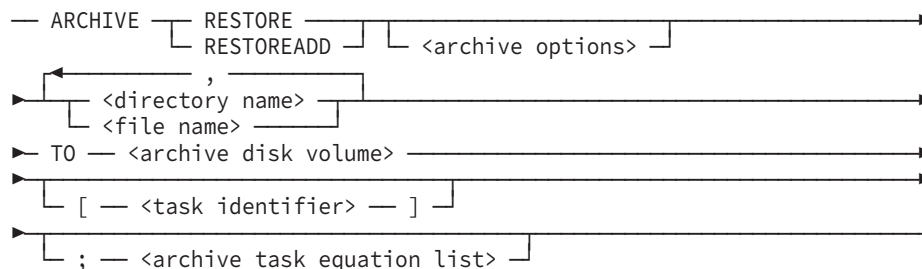 ARCHIVE RESTORE
RESTOREADD <archive options>
,
<directory name>
<file name>
TO <archive disk volume>
[ <task identifier> ]
; <archive task equation list>